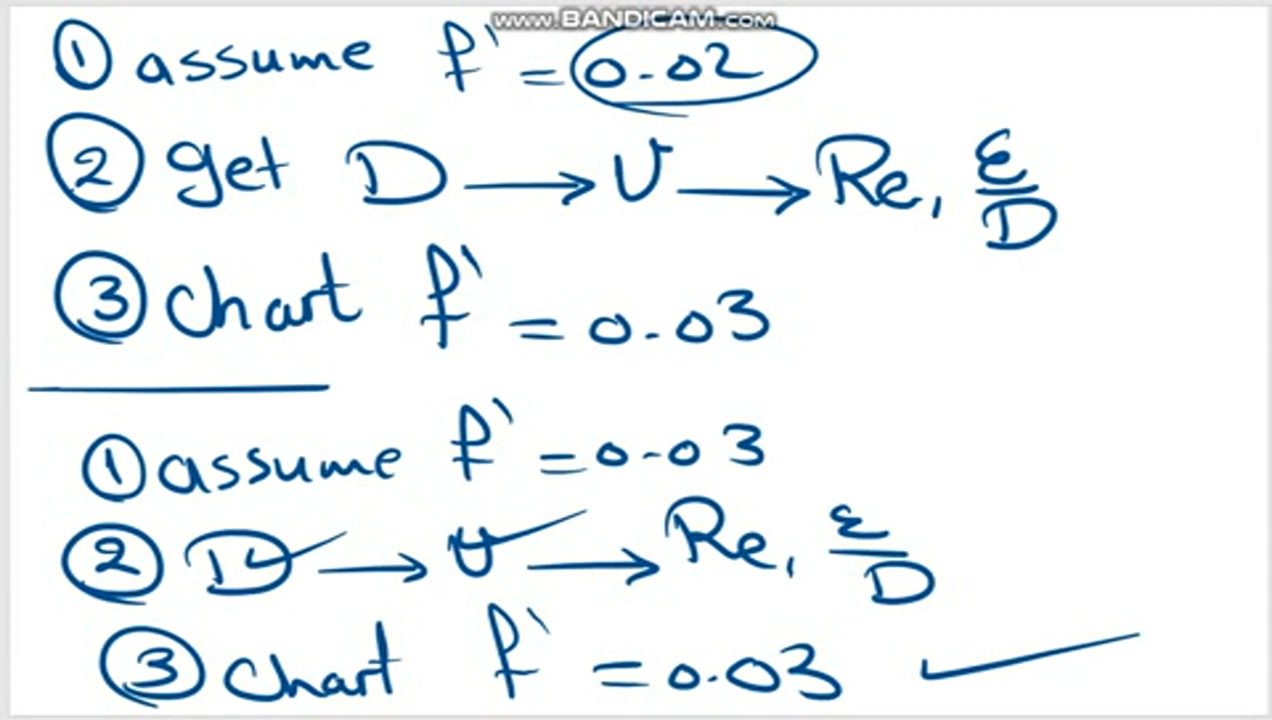 www.BANDICAM.com
① assume f' = 0.02
② get D → V → Re, ε/D
③ chart f' = 0.03
① assume f' = 0.03
② D → V → Re, ε/D
③ chart f' = 0.03 ✓